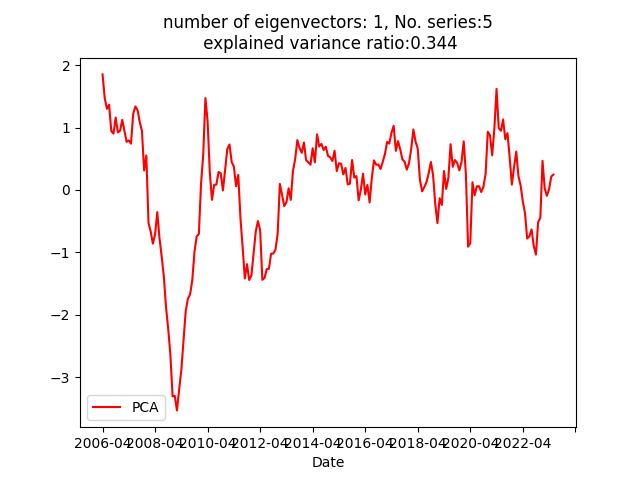 number of eigenvectors: 1, No. series:5
explained variance ratio:0.344
2
1
0
−1
−2
−3
PCA
2006-04 2008-04 2010-04 2012-04 2014-04 2016-04 2018-04 2020-04 2022-04
Date